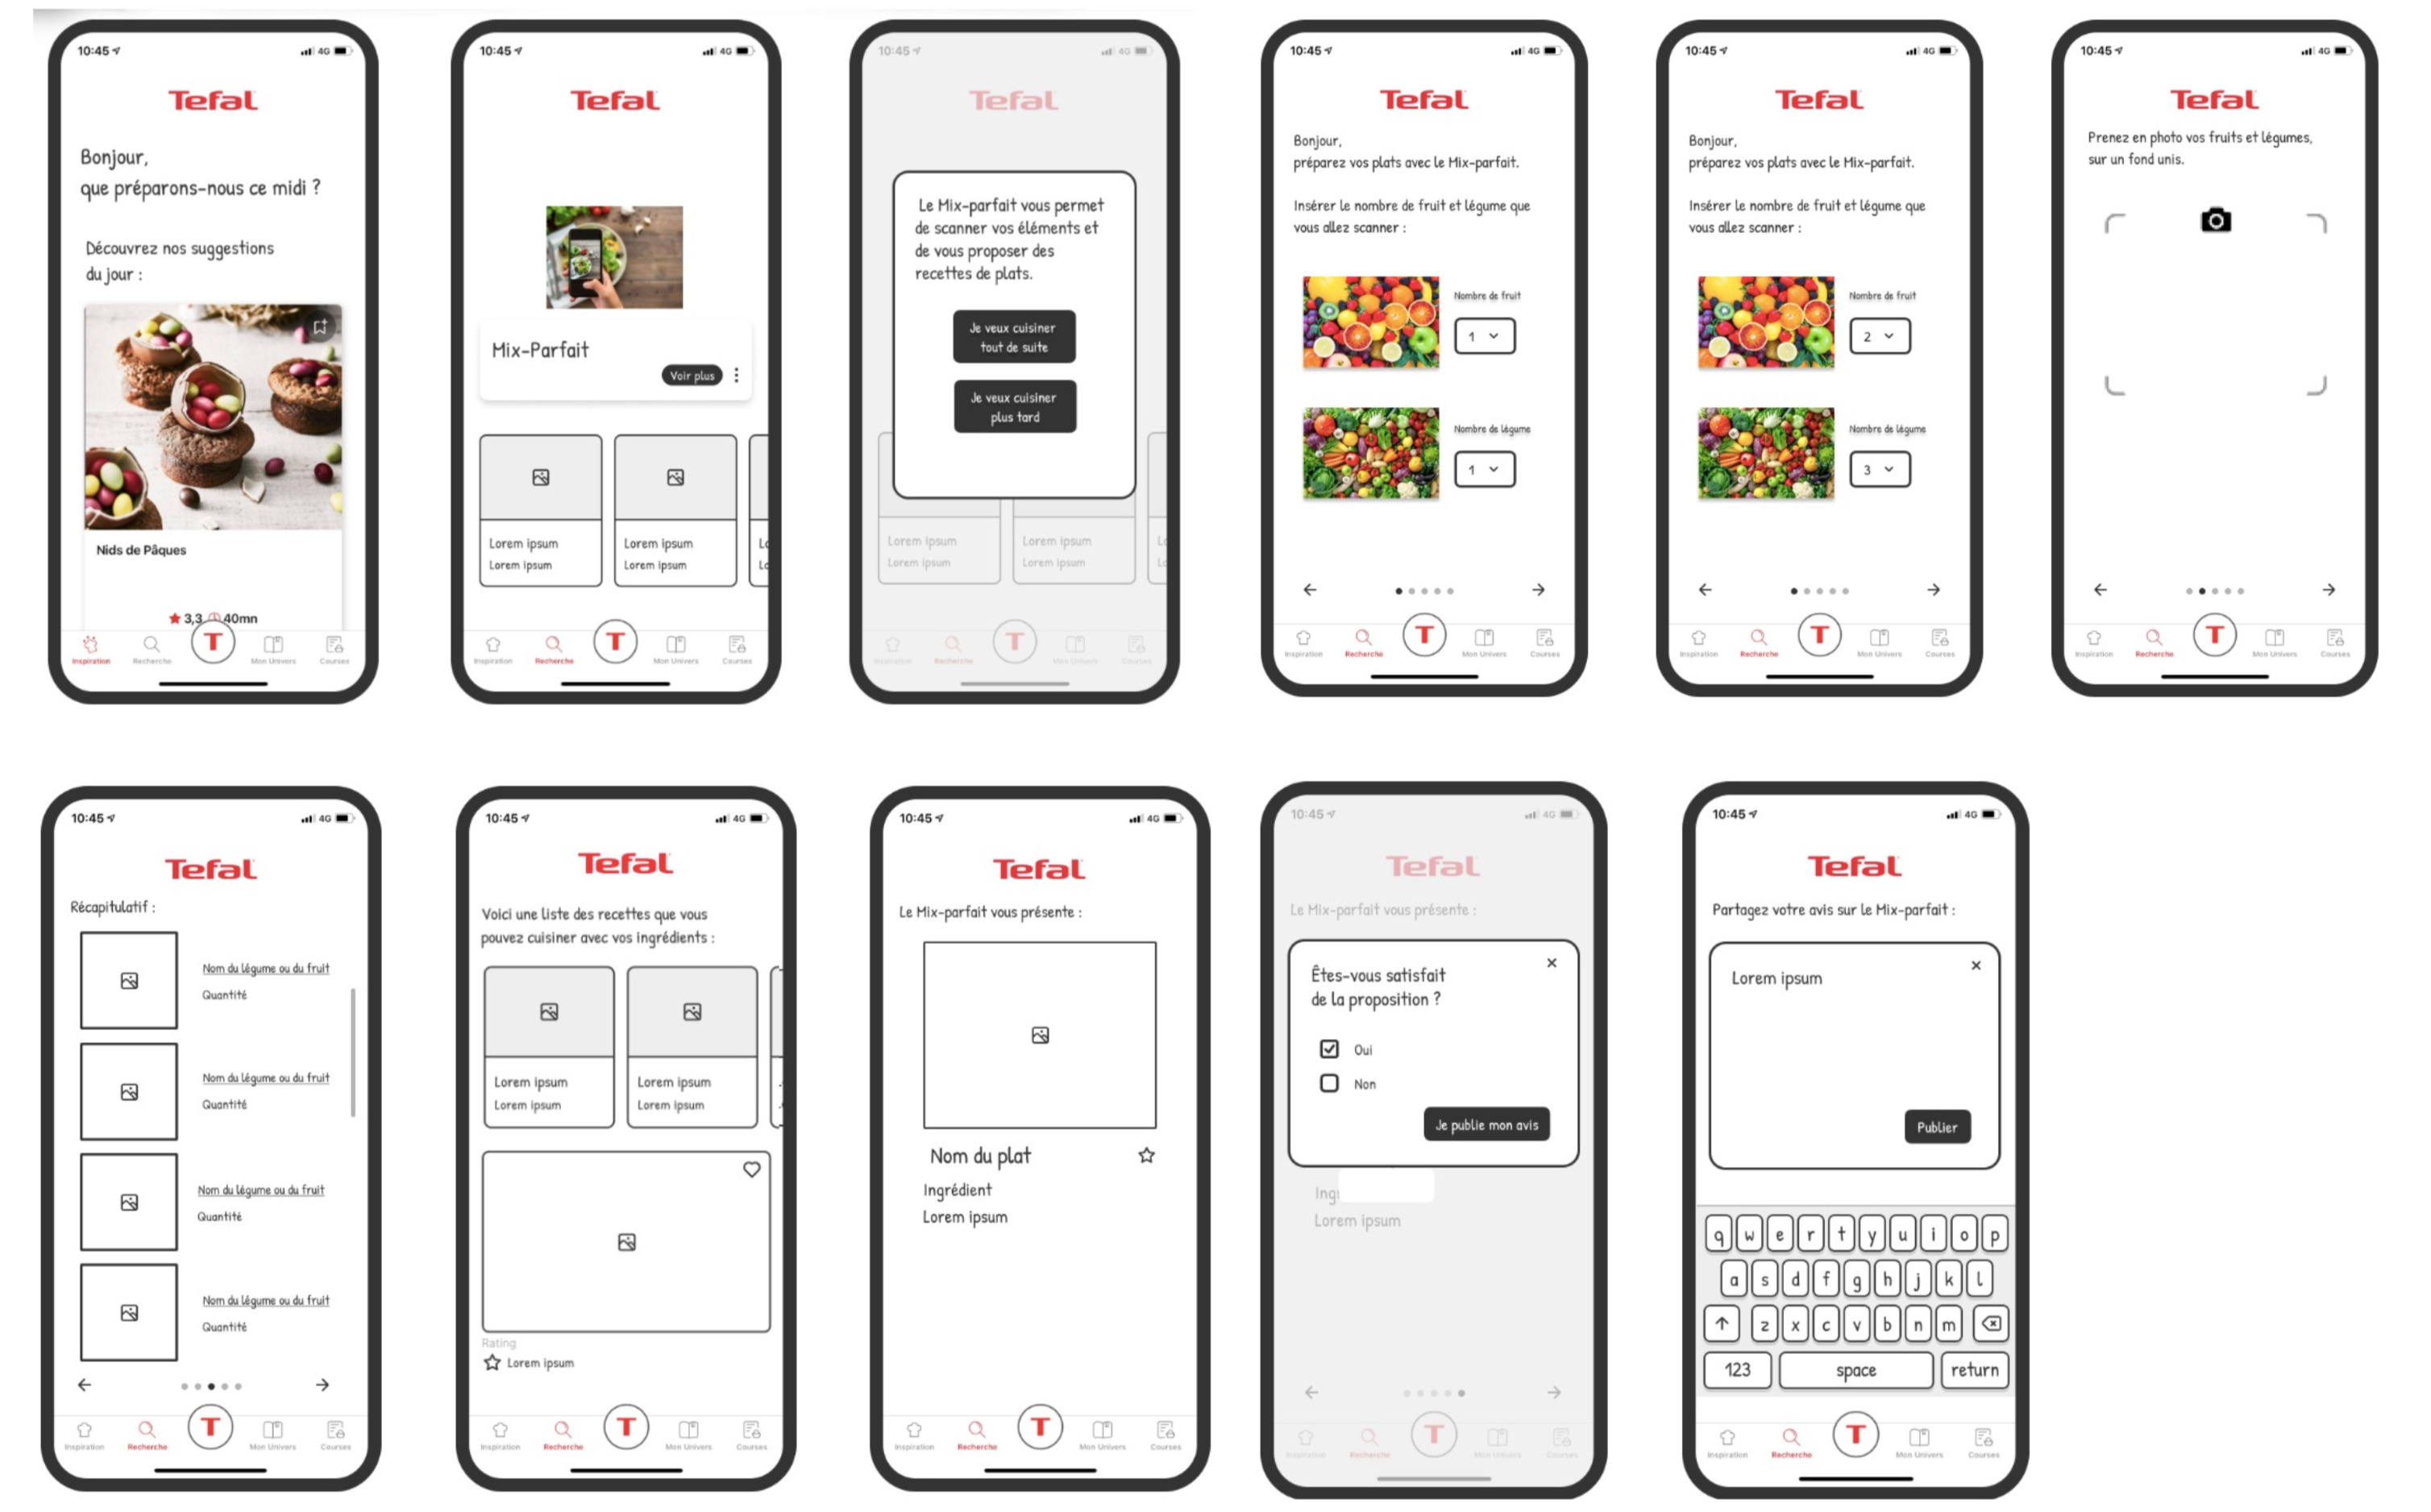 10:45
4G
Tefal
Bonjour,
que préparons-nous ce midi ?
Découvrez nos suggestions
du jour :
Nids de Pâques
3,3 40mn
T
Inspiration Recherche Mon Univers Courses
10:45
4G
Tefal
Mix-Parfait
Voir plus
Lorem ipsum
Lorem ipsum
Lorem ipsum
Lorem ipsum
Lo
Lo
T
Inspiration Recherche Mon Univers Courses
10:45
4G
Tefal
Le Mix-parfait vous permet
de scanner vos éléments et
de vous proposer des
recettes de plats.
Je veux cuisiner
tout de suite
Je veux cuisiner
plus tard
Lorem ipsum
Lorem ipsum
Lorem ipsum
Lorem ipsum
Lo
Lo
T
Inspiration Recherche Mon Univers Courses
10:45
4G
Tefal
Bonjour,
préparez vos plats avec le Mix-parfait.
Insérer le nombre de fruit et légume que
vous allez scanner :
Nombre de fruit
1
Nombre de légume
1
T
Inspiration Recherche Mon Univers Courses
10:45
4G
Tefal
Bonjour,
préparez vos plats avec le Mix-parfait.
Insérer le nombre de fruit et légume que
vous allez scanner :
Nombre de fruit
2
Nombre de légume
3
T
Inspiration Recherche Mon Univers Courses
10:45
4G
Tefal
Prenez en photo vos fruits et légumes,
sur un fond unis.
T
Inspiration Recherche Mon Univers Courses
10:45
4G
Tefal
Récapitulatif :
Nom du légume ou du fruit
Quantité
Nom du légume ou du fruit
Quantité
Nom du légume ou du fruit
Quantité
Nom du légume ou du fruit
Quantité
T
Inspiration Recherche Mon Univers Courses
10:45
4G
Tefal
Voici une liste des recettes que vous
pouvez cuisiner avec vos ingrédients :
Lorem ipsum
Lorem ipsum
Lorem ipsum
Lorem ipsum
Rating
Lorem ipsum
T
Inspiration Recherche Mon Univers Courses
10:45
4G
Tefal
Le Mix-parfait vous présente :
Nom du plat
Ingrédient
Lorem ipsum
T
Inspiration Recherche Mon Univers Courses
10:45
4G
Tefal
Le Mix-parfait vous présente :
Êtes-vous satisfait
de la proposition ?
Oui
Non
Je publie mon avis
Ingr
Lorem ipsum
T
Inspiration Recherche Mon Univers Courses
10:45
4G
Tefal
Partagez votre avis sur le Mix-parfait :
Lorem ipsum
Publier
q w e r t y u i o p
a s d f g h j k l
z x c v b n m
123 space return
T
Inspiration Recherche Mon Univers Courses